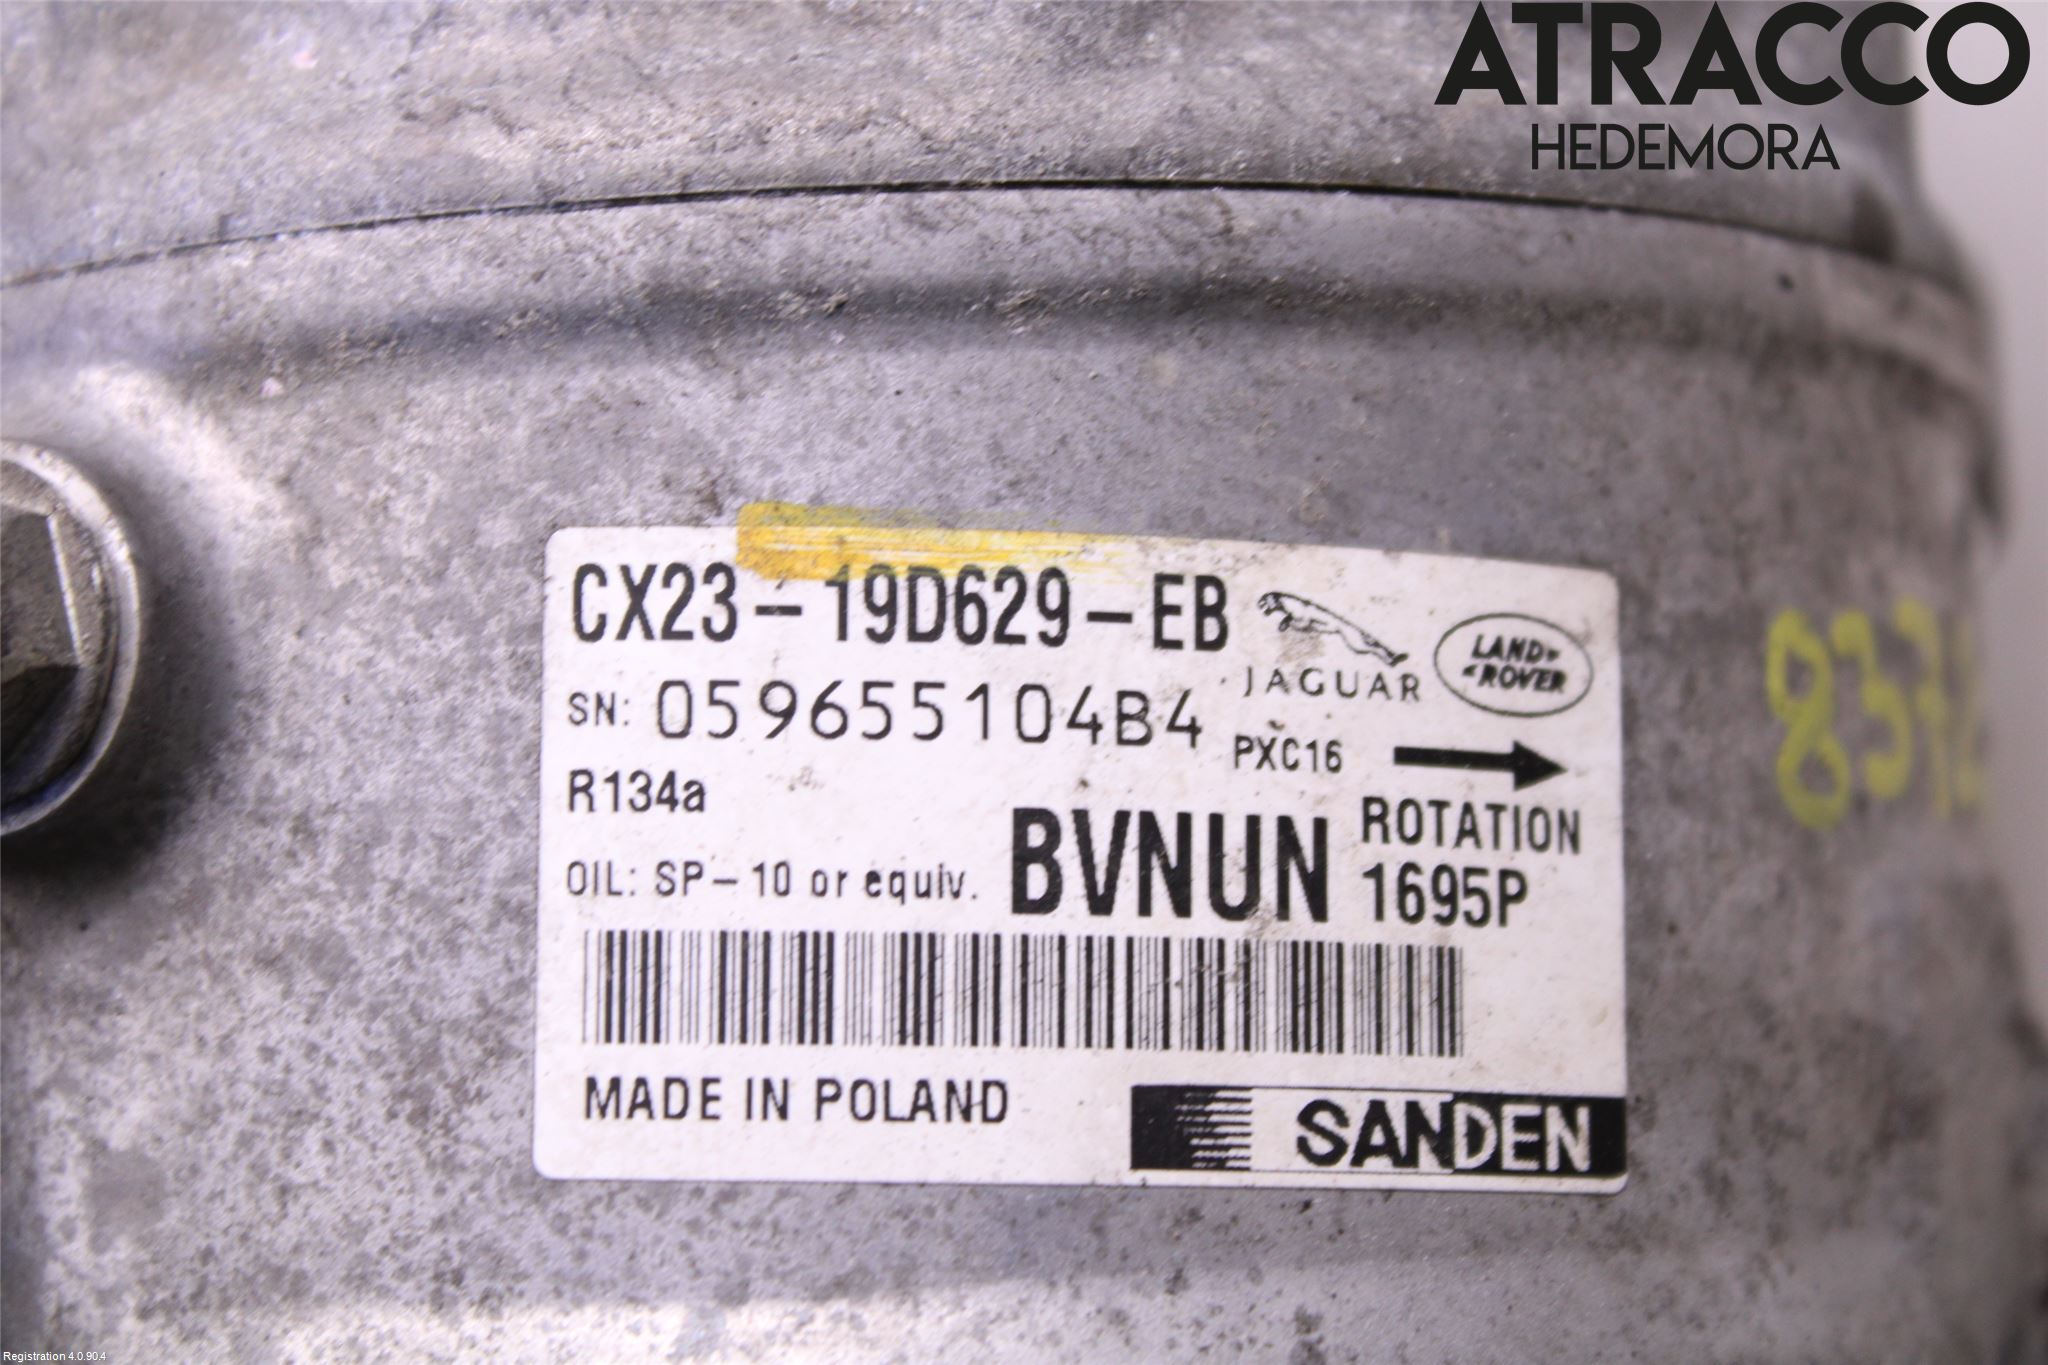 ATRACCO
HEDEMORA
CX23-19D629-EB
JAGUAR
LAND ROVER
SN: 059655104B4
PXC16
R134a
ROTATION
OIL: SP-10 or equiv.
BVNUN
1695P
MADE IN POLAND
SANDEN
Registration 4.0.90.4